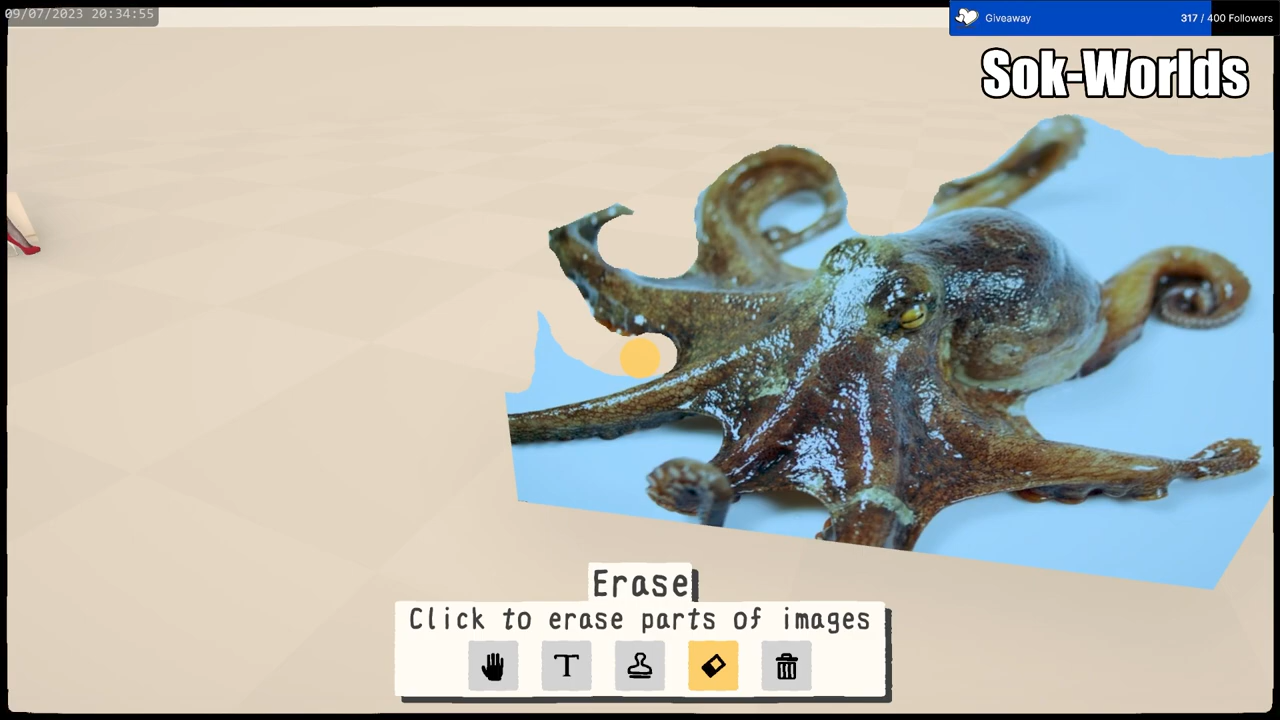 09/07/2023 20:34:55
Giveaway 317 / 400 Followers
Sok-Worlds
Erase
Click to erase parts of images
T